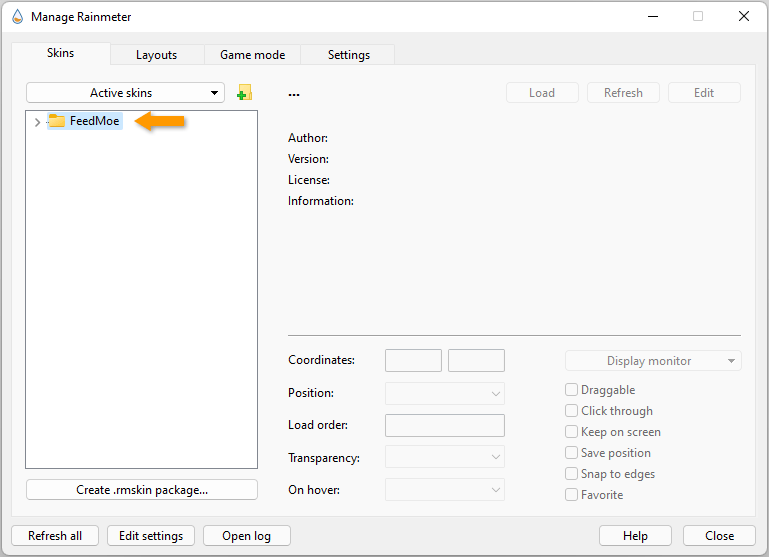 Manage Rainmeter
Skins Layouts Game mode Settings
Active skins ... Load Refresh Edit
FeedMoe
Author:
Version:
License:
Information:
Coordinates: Display monitor
Position: Draggable
Click through
Load order: Keep on screen
Transparency: Save position
Snap to edges
On hover: Favorite
Create .rmskin package...
Refresh all Edit settings Open log Help Close